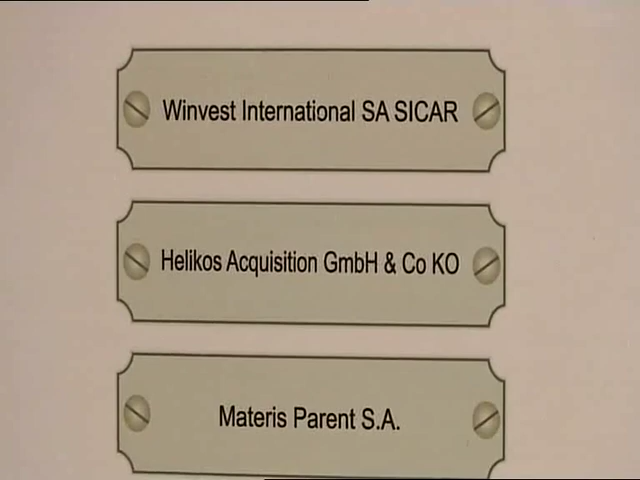 Winvest International SA SICAR
Helikos Acquisition GmbH & Co KO
Materis Parent S.A.